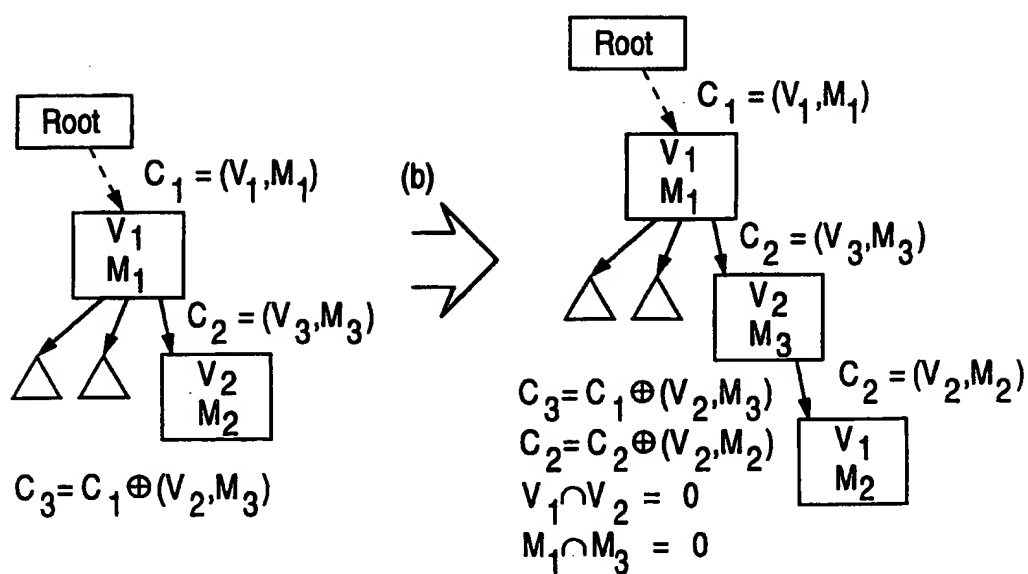 Root
C1 = (V1,M1)
V1
M1
C2 = (V3,M3)
V2
M2
C3 = C1 ⊕ (V2,M3)
(b)
Root
C1 = (V1,M1)
V1
M1
C2 = (V3,M3)
V2
M3
C2 = (V2,M2)
V1
M2
C3 = C1 ⊕ (V2,M3)
C2 = C2 ⊕ (V2,M2)
V1∩V2 = 0
M1∩M3 = 0